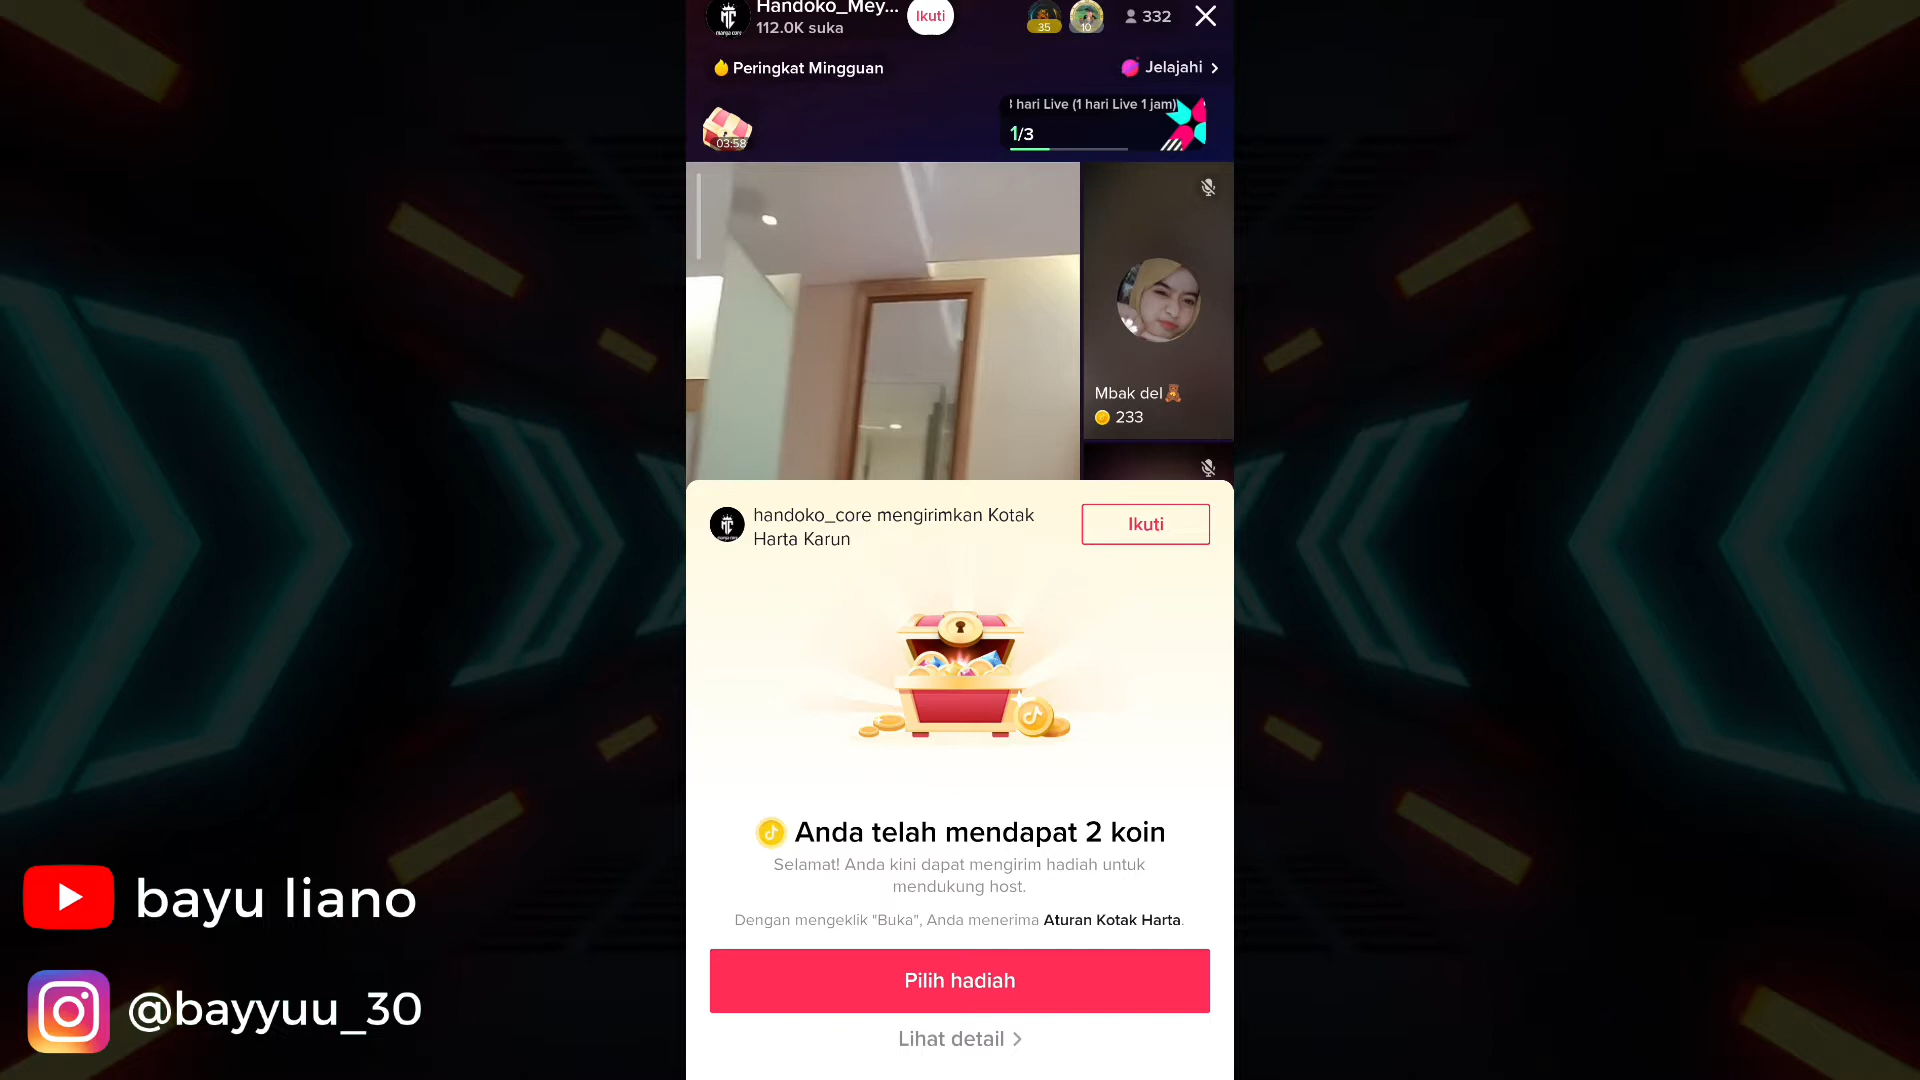 Handoko_Mey...
112.0K suka
Ikuti
35
10
332
Peringkat Mingguan
Jelajahi
hari Live (1 hari Live 1 jam)
1/3
03:58
Mbak del
233
handoko_core mengirimkan Kotak
Harta Karun
Ikuti
Anda telah mendapat 2 koin
Selamat! Anda kini dapat mengirim hadiah untuk
mendukung host.
Dengan mengeklik "Buka", Anda menerima Aturan Kotak Harta.
Pilih hadiah
Lihat detail
bayu liano
@bayyuu_30